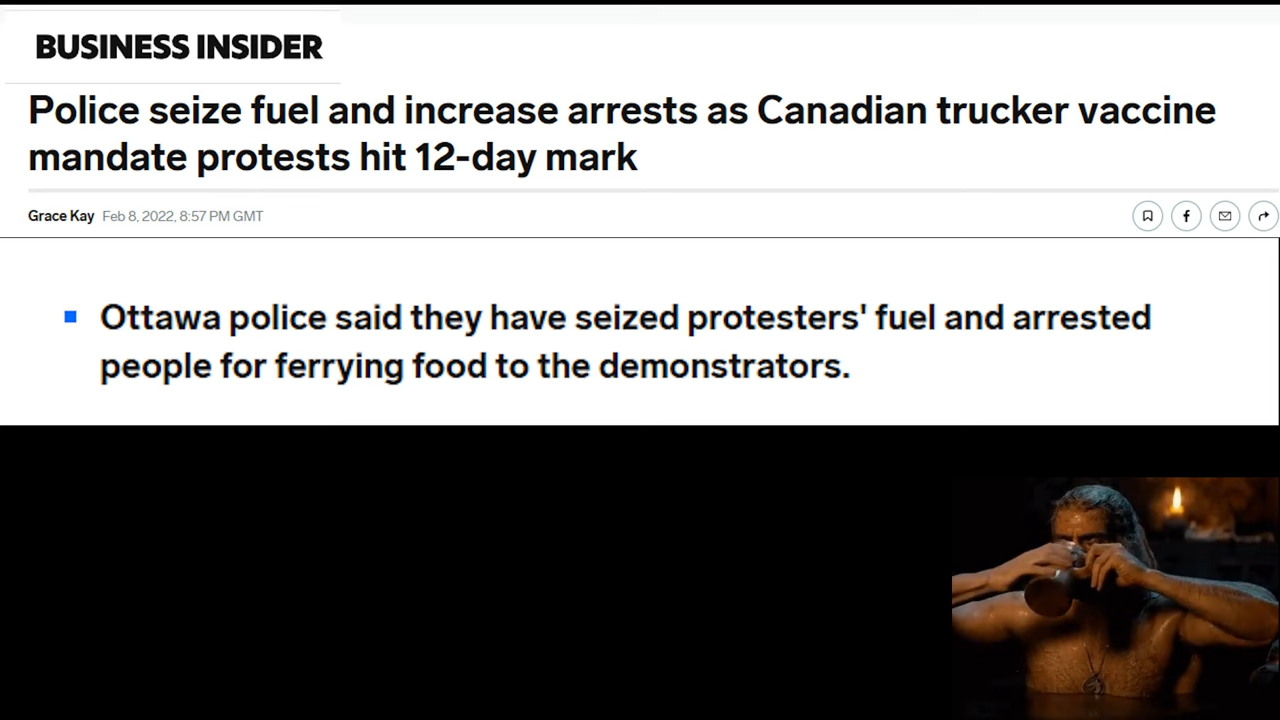 BUSINESS INSIDER
Police seize fuel and increase arrests as Canadian trucker vaccine
mandate protests hit 12-day mark
Grace Kay Feb 8, 2022, 8:57 PM GMT
Ottawa police said they have seized protesters' fuel and arrested
people for ferrying food to the demonstrators.